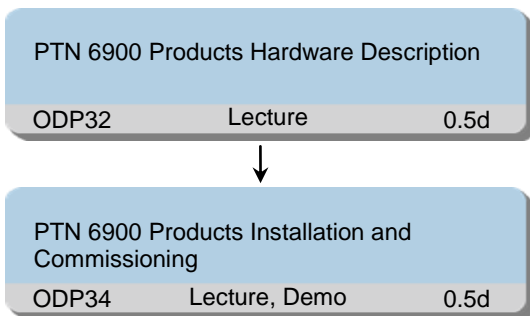 PTN 6900 Products Hardware Description
ODP32 Lecture 0.5d
PTN 6900 Products Installation and
Commissioning
ODP34 Lecture, Demo 0.5d